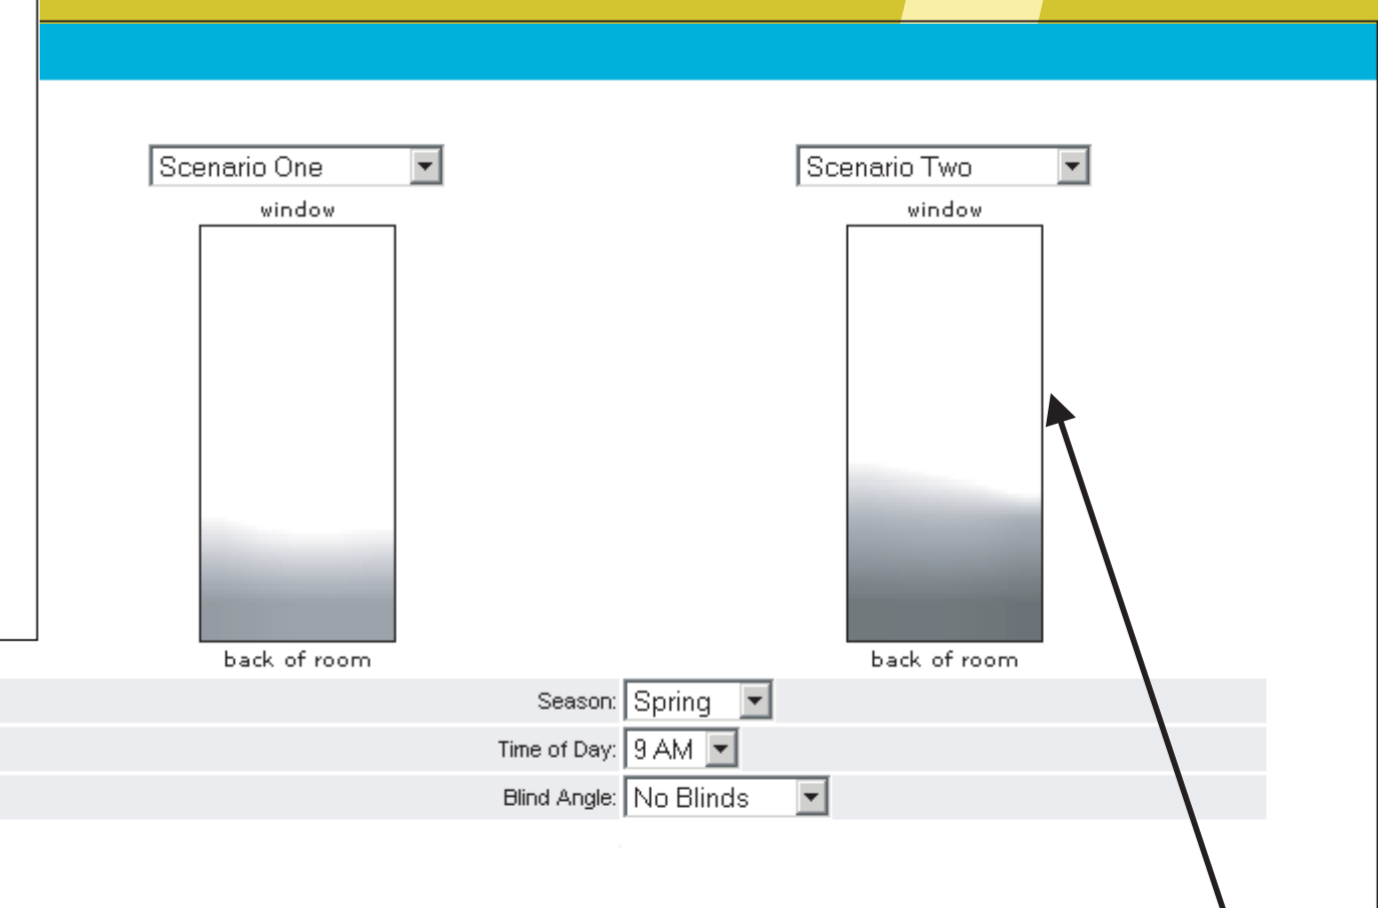 Scenario One
Scenario Two
window
window
back of room
back of room
Season: Spring
Time of Day: 9 AM
Blind Angle: No Blinds